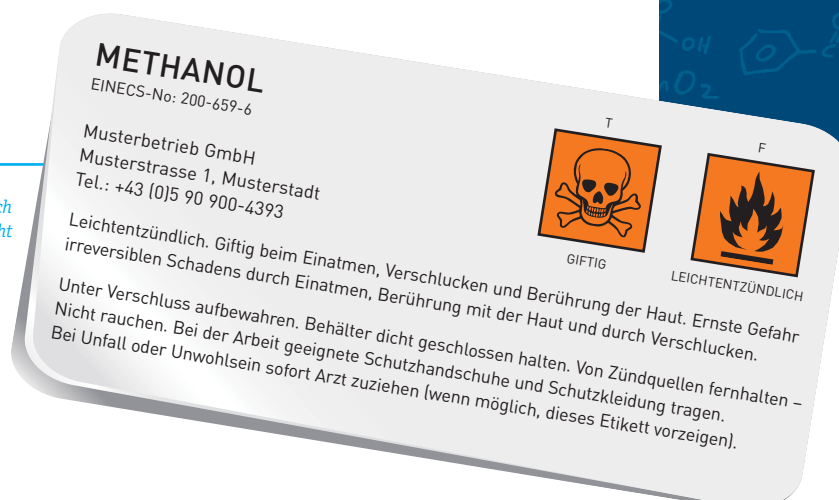 METHANOL
EINECS-No: 200-659-6
Musterbetrieb GmbH
Musterstrasse 1, Musterstadt
Tel.: +43 (0)5 90 900-4393
T
GIFTIG
F
LEICHTENTZÜNDLICH
Leichtentzündlich. Giftig beim Einatmen, Verschlucken und Berührung der Haut. Ernste Gefahr
irreversiblen Schadens durch Einatmen, Berührung mit der Haut und durch Verschlucken.
Unter Verschluss aufbewahren. Behälter dicht geschlossen halten. Von Zündquellen fernhalten –
Nicht rauchen. Bei der Arbeit geeignete Schutzhandschuhe und Schutzkleidung tragen.
Bei Unfall oder Unwohlsein sofort Arzt zuziehen (wenn möglich, dieses Etikett vorzeigen).
OH